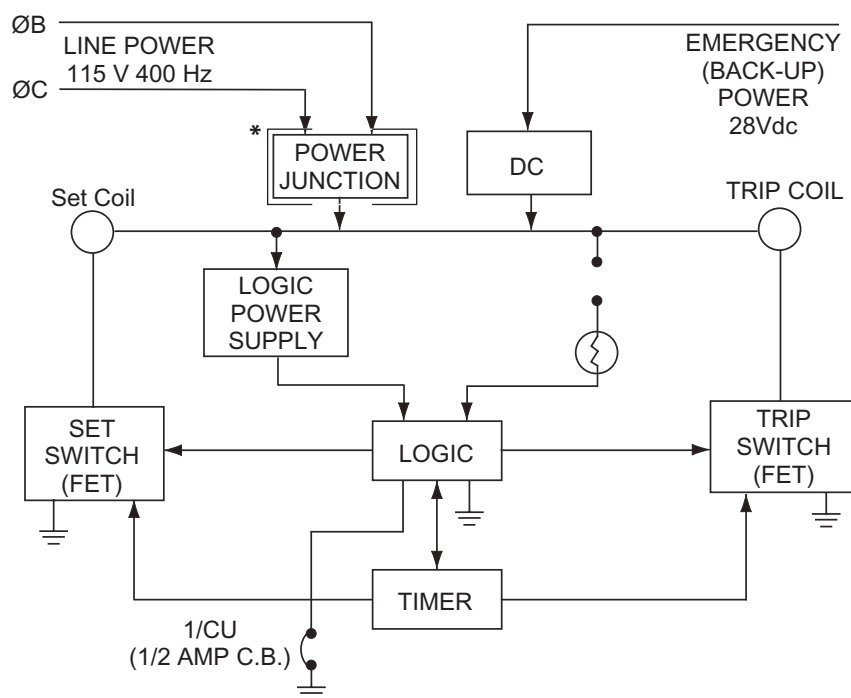 ØB
LINE POWER
115 V 400 Hz
ØC
EMERGENCY
(BACK-UP)
POWER
28Vdc
*
POWER
JUNCTION
DC
Set Coil
TRIP COIL
LOGIC
POWER
SUPPLY
SET
SWITCH
(FET)
LOGIC
TRIP
SWITCH
(FET)
TIMER
1/CU
(1/2 AMP C.B.)